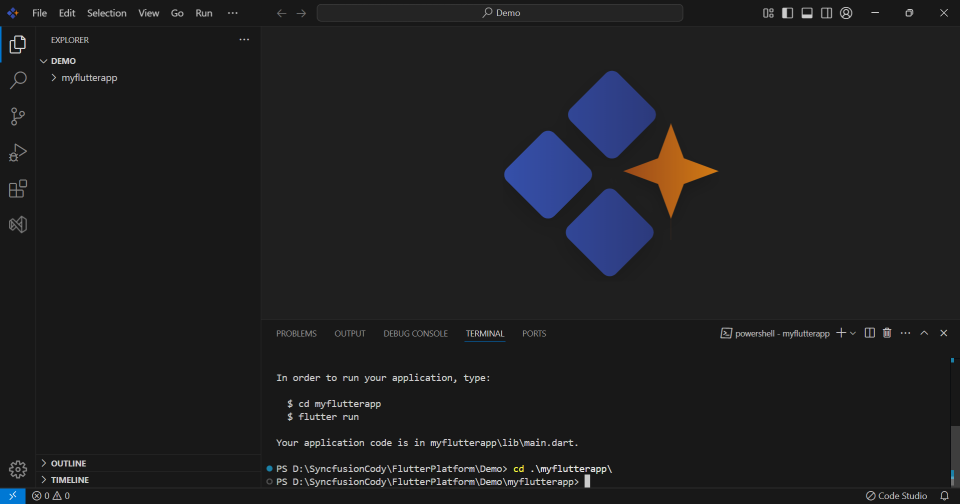 File Edit Selection View Go Run ···
Demo
EXPLORER ···
DEMO
myflutterapp
OUTLINE
TIMELINE
PROBLEMS OUTPUT DEBUG CONSOLE TERMINAL PORTS
powershell - myflutterapp
In order to run your application, type:
$ cd myflutterapp
$ flutter run
Your application code is in myflutterapp\lib\main.dart.
PS D:\SyncfusionCody\FlutterPlatform\Demo> cd .\myflutterapp\
PS D:\SyncfusionCody\FlutterPlatform\Demo\myflutterapp>
0 0
Code Studio